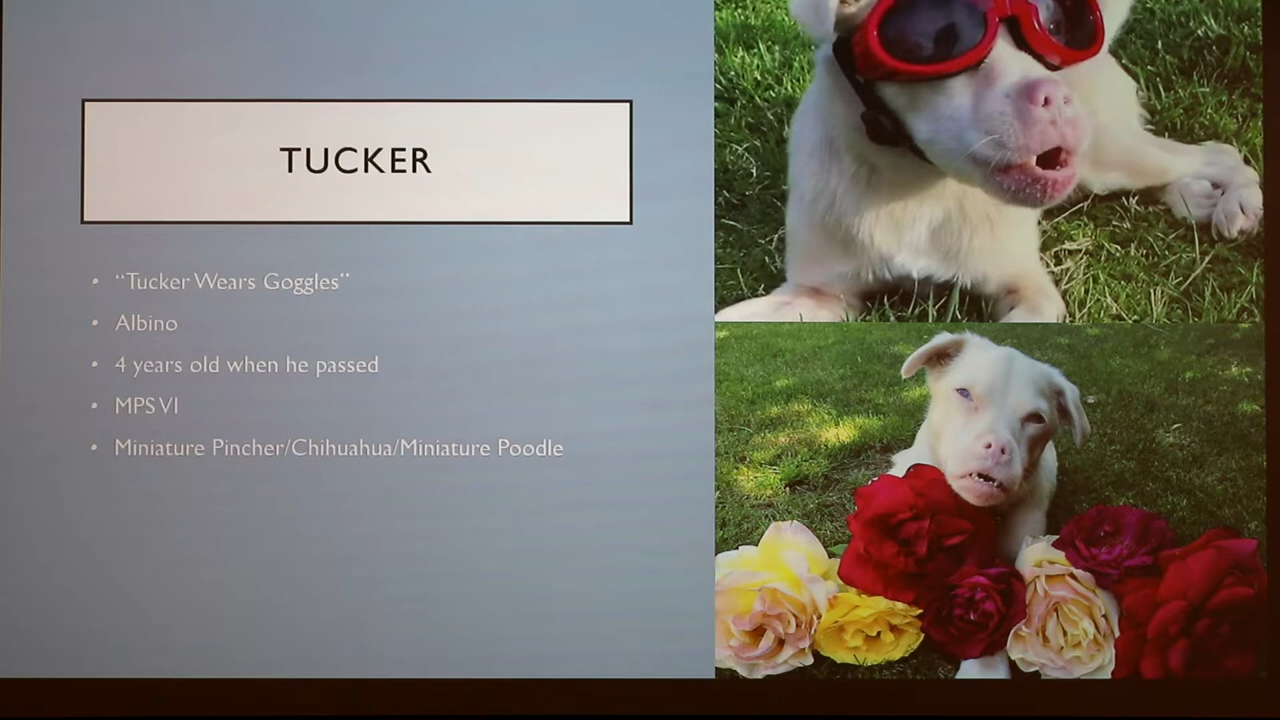 TUCKER
“Tucker Wears Goggles”
Albino
4 years old when he passed
MPS VI
Miniature Pincher/Chihuahua/Miniature Poodle